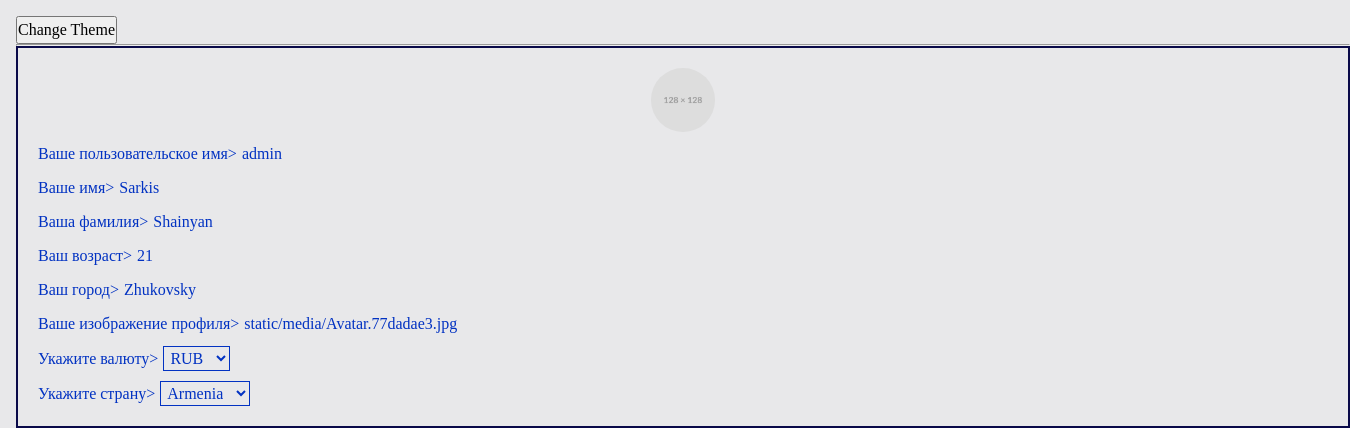 Change Theme
128 × 128
Ваше пользовательское имя> admin
Ваше имя> Sarkis
Ваша фамилия> Shainyan
Ваш возраст> 21
Ваш город> Zhukovsky
Ваше изображение профиля> static/media/Avatar.77dadae3.jpg
Укажите валюту> RUB
Укажите страну> Armenia